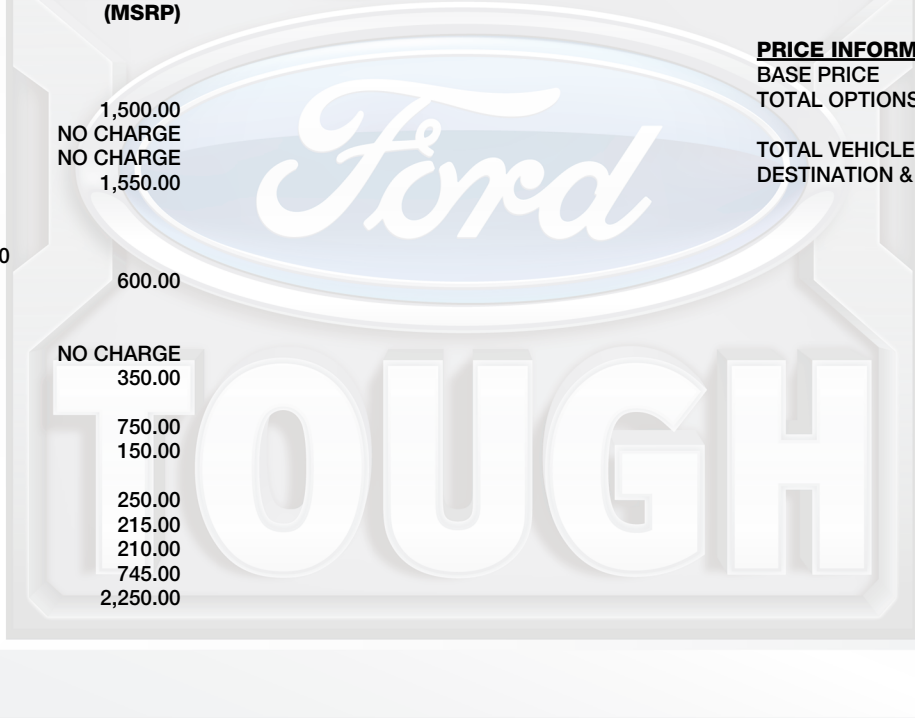 (MSRP)
1,500.00
NO CHARGE
NO CHARGE
1,550.00
0
600.00
NO CHARGE
350.00
750.00
150.00
250.00
215.00
210.00
745.00
2,250.00
PRICE INFORM
BASE PRICE
TOTAL OPTIONS
TOTAL VEHICLE
DESTINATION &
Ford
TOUGH